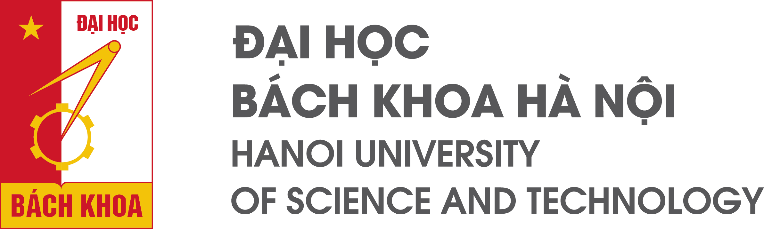 ĐẠI HỌC
BÁCH KHOA
ĐẠI HỌC
BÁCH KHOA HÀ NỘI
HANOI UNIVERSITY
OF SCIENCE AND TECHNOLOGY